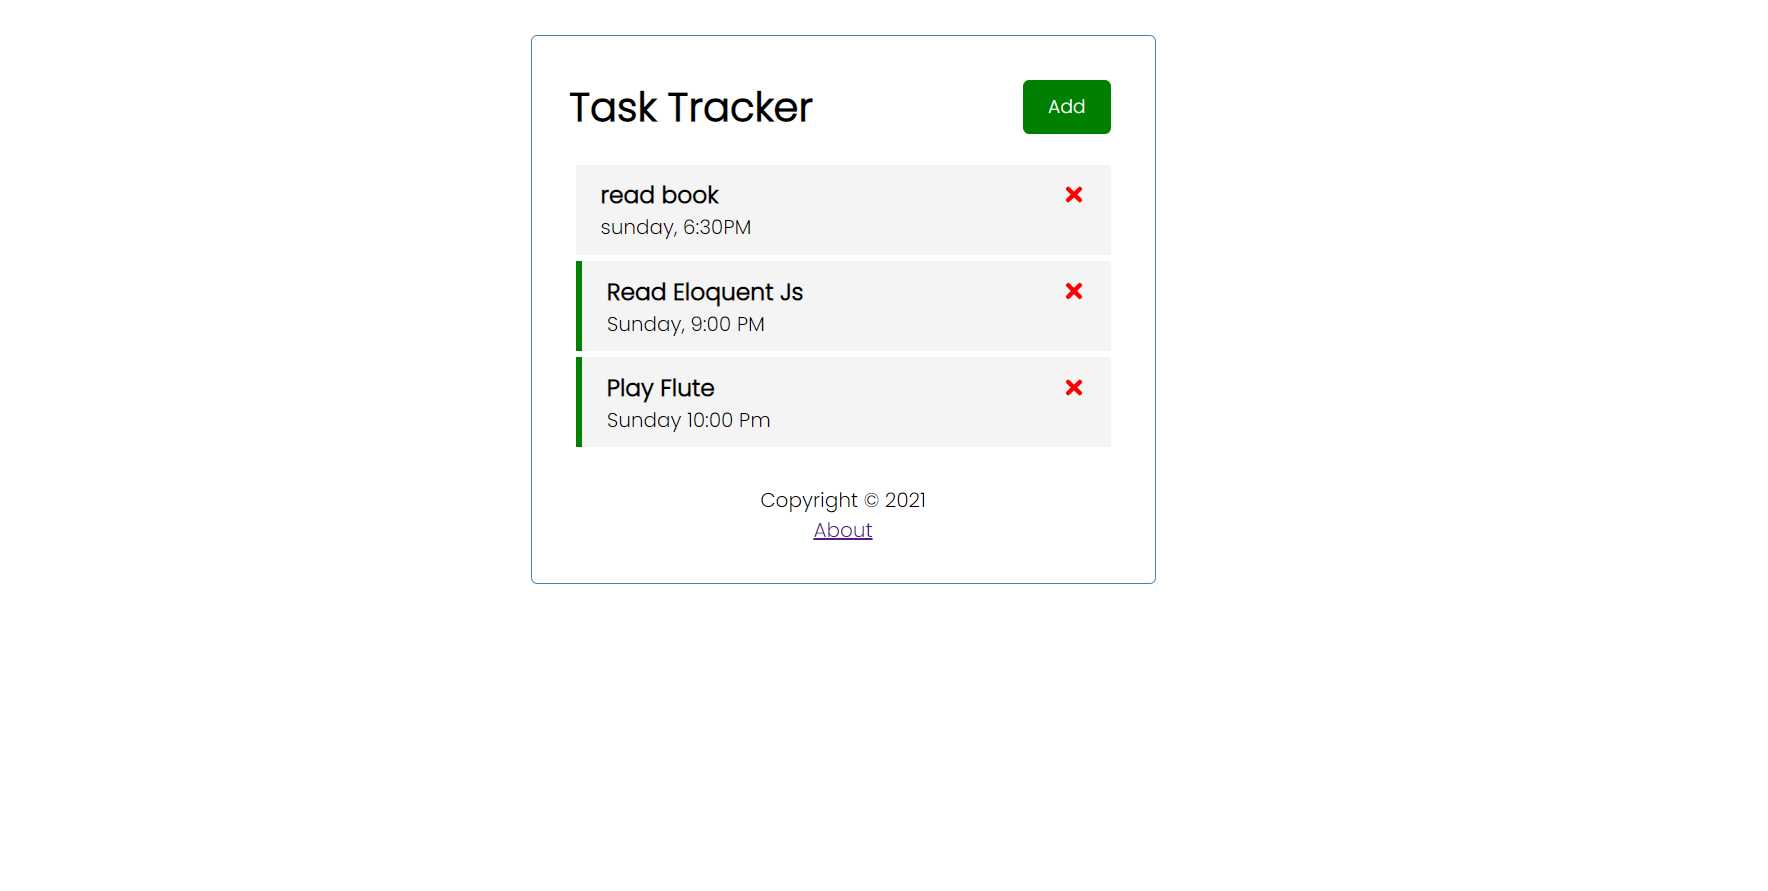 Task Tracker
Add
read book
sunday, 6:30PM
Read Eloquent Js
Sunday, 9:00 PM
Play Flute
Sunday 10:00 Pm
Copyright © 2021
About